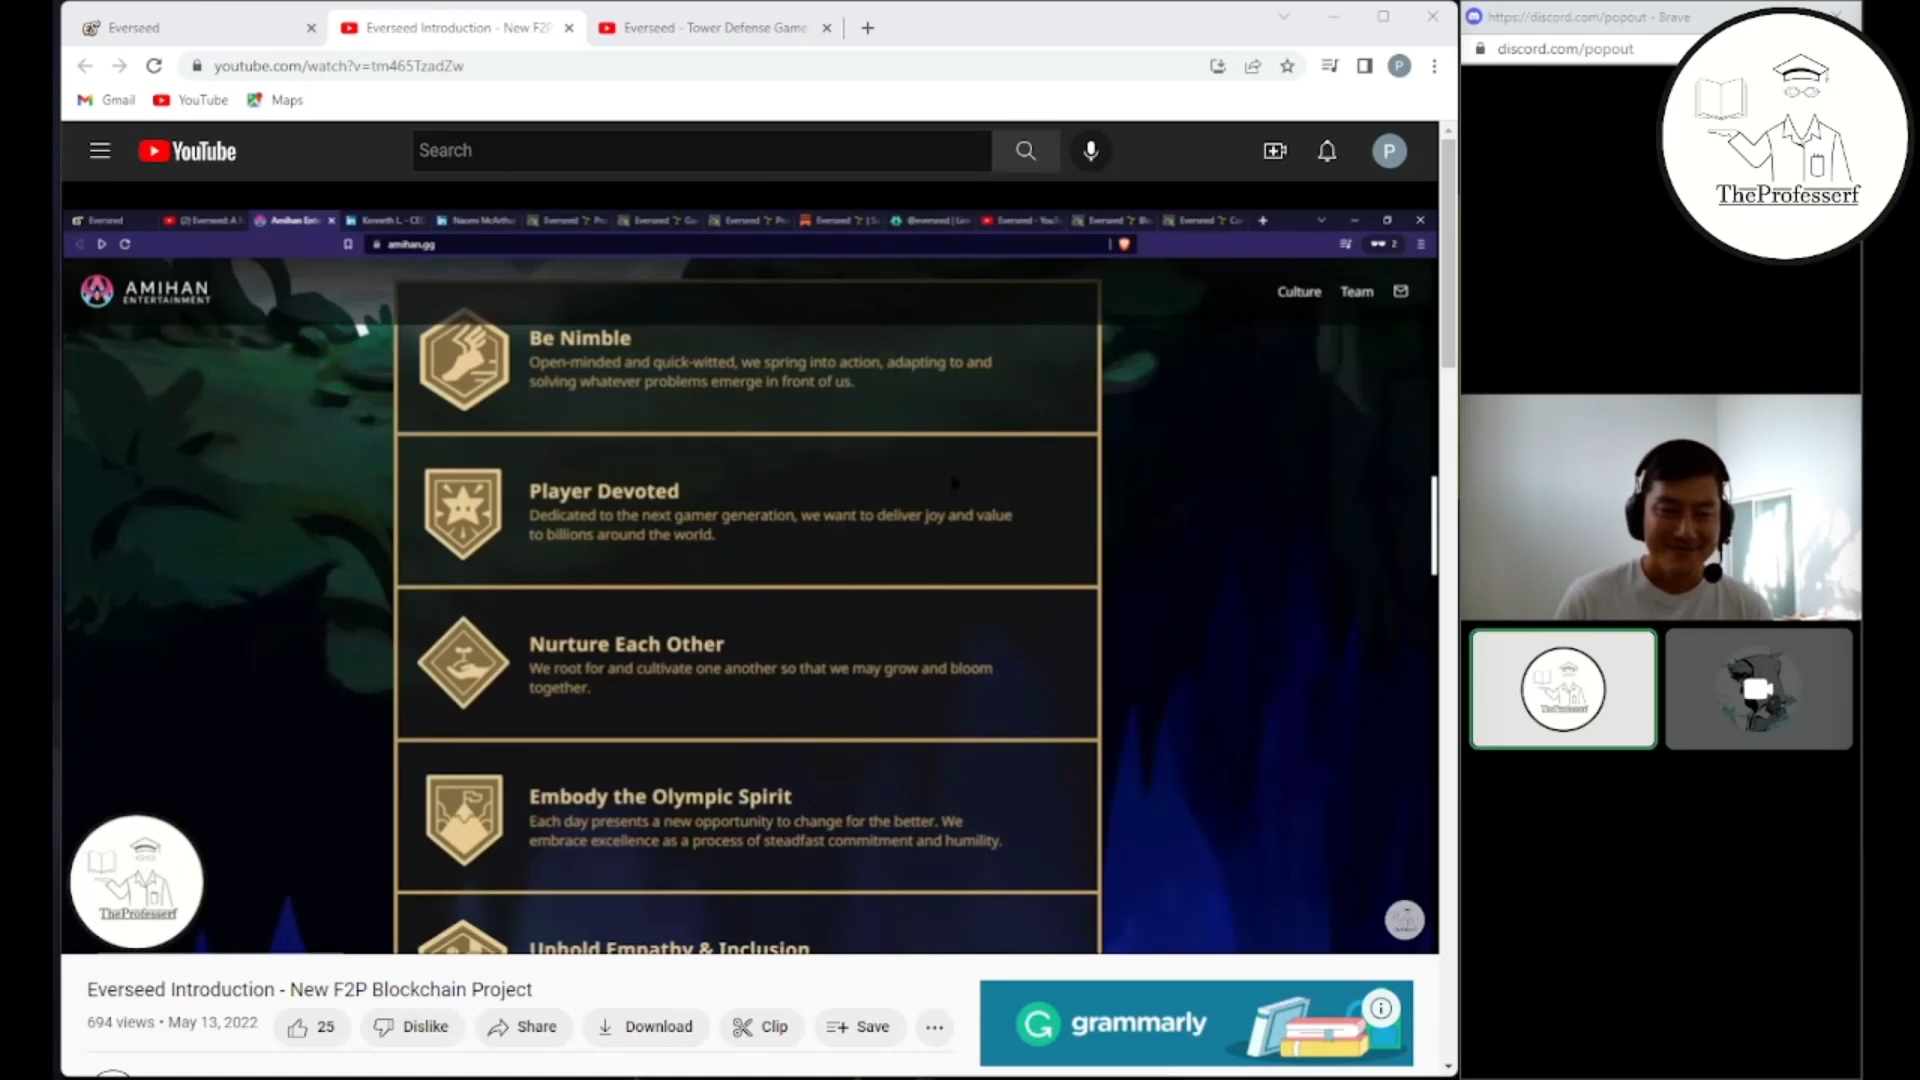 Everseed
Everseed Introduction - New F2P
Everseed - Tower Defense Game
https://discord.com/popout - Brave
discord.com/popout
youtube.com/watch?v=tm465TzadZw
Gmail
YouTube
Maps
TheProfesserf
YouTube
Search
P
P
Everseed
amihan.gg
2
AMIHAN
ENTERTAINMENT
Culture
Team
Be Nimble
Open-minded and quick-witted, we spring into action, adapting to and
solving whatever problems emerge in front of us.
Player Devoted
Dedicated to the next gamer generation, we want to deliver joy and value
to billions around the world.
Nurture Each Other
We root for and cultivate one another so that we may grow and bloom
together.
Embody the Olympic Spirit
Each day presents a new opportunity to change for the better. We
embrace excellence as a process of steadfast commitment and humility.
Uphold Empathy & Inclusion
TheProfesserf
TheProfesserf
Everseed Introduction - New F2P Blockchain Project
694 views • May 13, 2022
25
Dislike
Share
Download
Clip
Save
grammarly